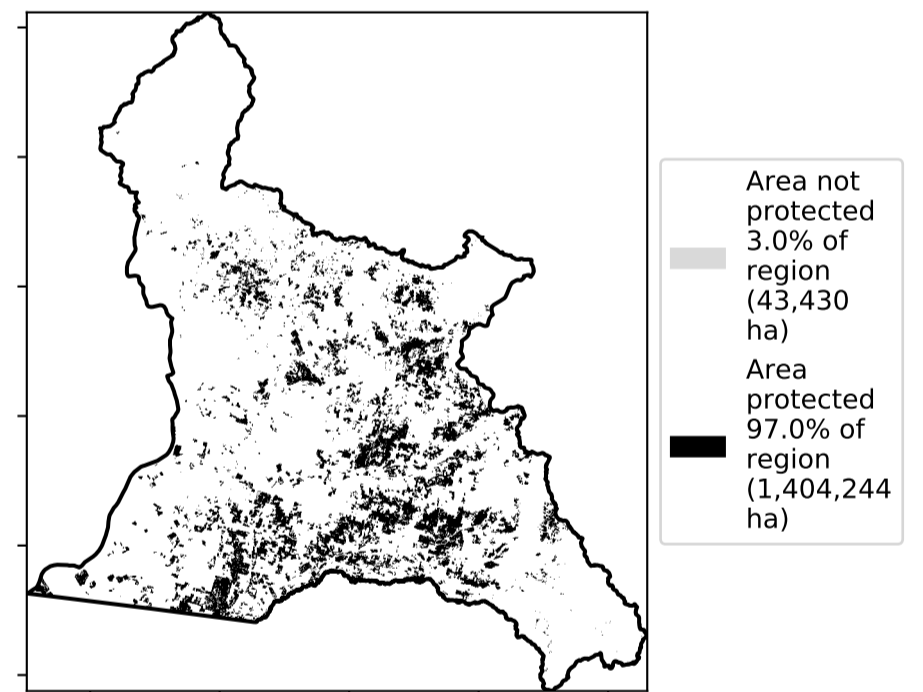 Area not
protected
3.0% of
region
(43,430
ha)
Area
protected
97.0% of
region
(1,404,244
ha)